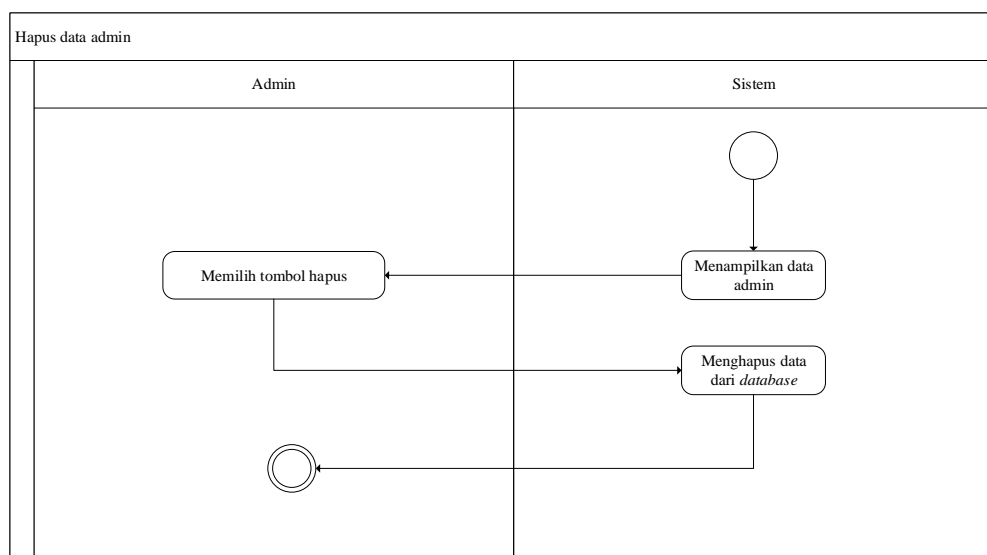 Hapus data admin
Admin
Sistem
Menampilkan data
admin
Memilih tombol hapus
Menghapus data
dari database